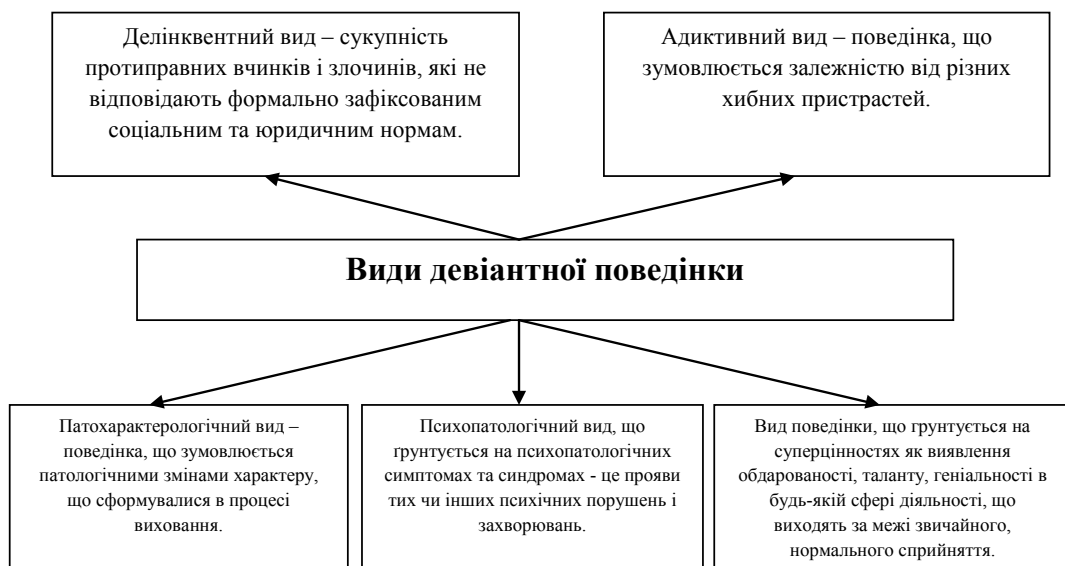 Делінквентний вид – сукупність
протиправних вчинків і злочинів, які не
відповідають формально зафіксованим
соціальним та юридичним нормам.
Адиктивний вид – поведінка, що
зумовлюється залежністю від різних
хибних пристрастей.
Види девіантної поведінки
Патохарактерологічний вид –
поведінка, що зумовлюється
патологічними змінами характеру,
що сформувалися в процесі
виховання.
Психопатологічний вид, що
ґрунтується на психопатологічних
симптомах та синдромах - це прояви
тих чи інших психічних порушень і
захворювань.
Вид поведінки, що грунтується на
суперцінностях як виявлення
обдарованості, таланту, геніальності в
будь-якій сфері діяльності, що
виходять за межі звичайного,
нормального сприйняття.